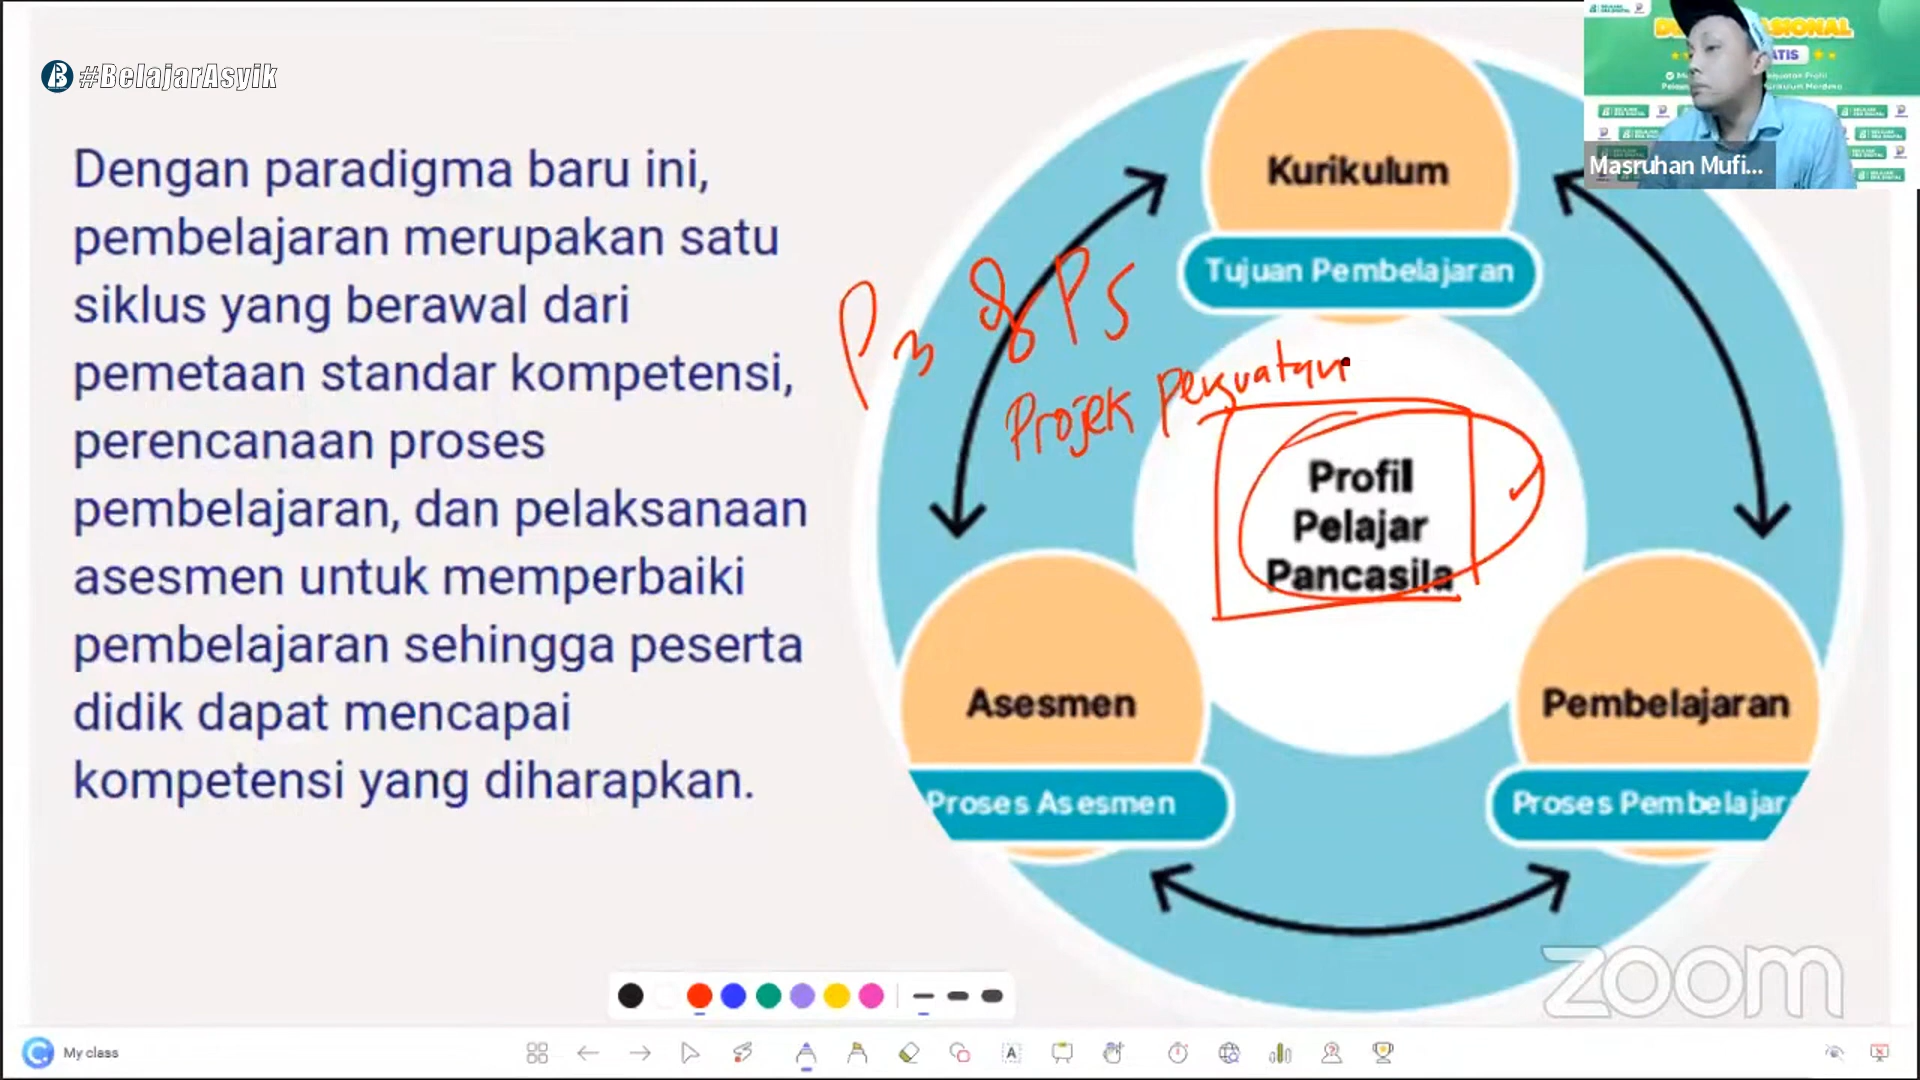 #BelajarAsyik
Dengan paradigma baru ini,
pembelajaran merupakan satu
siklus yang berawal dari
pemetaan standar kompetensi,
perencanaan proses
pembelajaran, dan pelaksanaan
asesmen untuk memperbaiki
pembelajaran sehingga peserta
didik dapat mencapai
kompetensi yang diharapkan.
Kurikulum
Tujuan Pembelajaran
P3 & P5
Projek Penguatan
Profil
Pelajar
Pancasila
Asesmen
Proses Asesmen
Pembelajaran
Proses Pembelajar
Masruhan Mufi...
zoom
My class